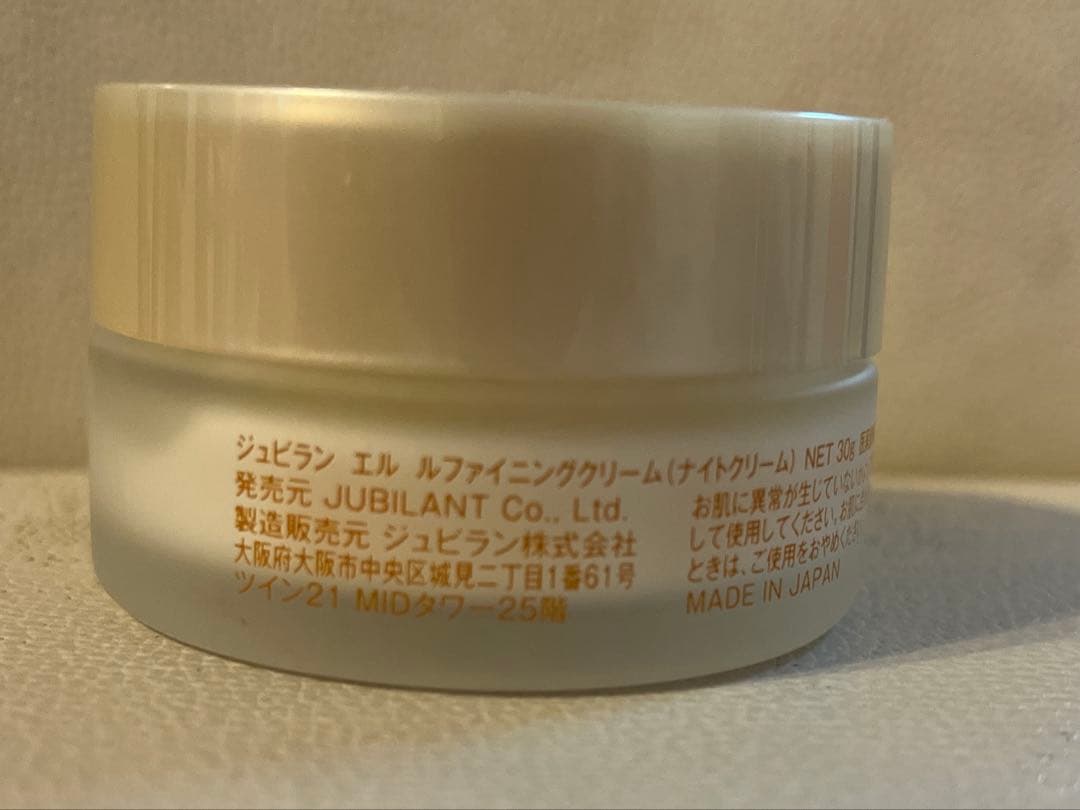 ジュビラン エル ルファイニングクリーム(ナイトクリーム) NET 30g
発売元 JUBILANT Co., Ltd.
製造販売元 ジュビラン株式会社
大阪府大阪市中央区城見二丁目1番61号
ツイン21 MIDタワー25階
お肌に異常が生じていないか
して使用してください。お肌に
ときは、ご使用をおやめくださ
MADE IN JAPAN